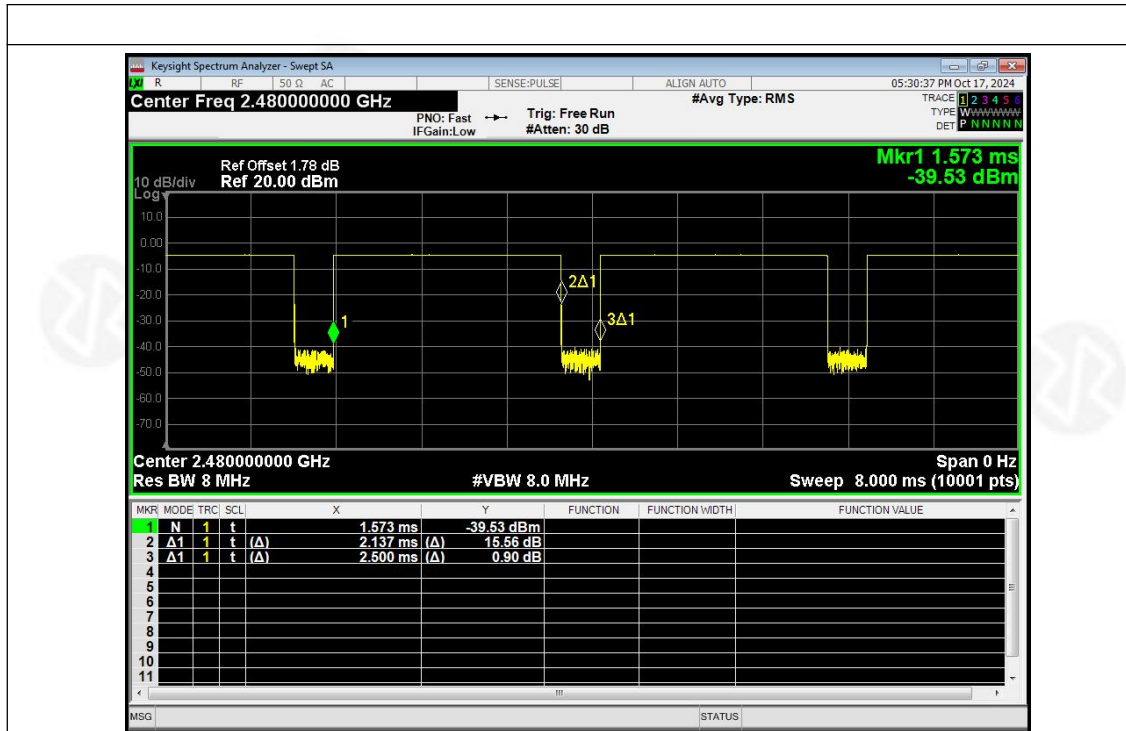 Keysight Spectrum Analyzer - Swept SA
LXI R RF 50 Ω AC SENSE:PULSE ALIGN AUTO 05:30:37 PM Oct 17, 2024
Center Freq 2.480000000 GHz #Avg Type: RMS TRACE 1 2 3 4 5 6
PNO: Fast Trig: Free Run TYPE WWWWWW
IFGain:Low #Atten: 30 dB DET P N N N N N
Mkr1 1.573 ms
Ref Offset 1.78 dB
10 dB/div Ref 20.00 dBm -39.53 dBm
Log
10.0
0.00
-10.0
2Δ1
-20.0
-30.0
1 3Δ1
-40.0
-50.0
-60.0
-70.0
Center 2.480000000 GHz Span 0 Hz
Res BW 8 MHz #VBW 8.0 MHz Sweep 8.000 ms (10001 pts)
MKR MODE TRC SCL X Y FUNCTION FUNCTION WIDTH FUNCTION VALUE
1 N 1 t 1.573 ms -39.53 dBm
2 Δ1 1 t (Δ) 2.137 ms (Δ) 15.56 dB
3 Δ1 1 t (Δ) 2.500 ms (Δ) 0.90 dB
4
5
6
7
8
9
10
11
MSG STATUS